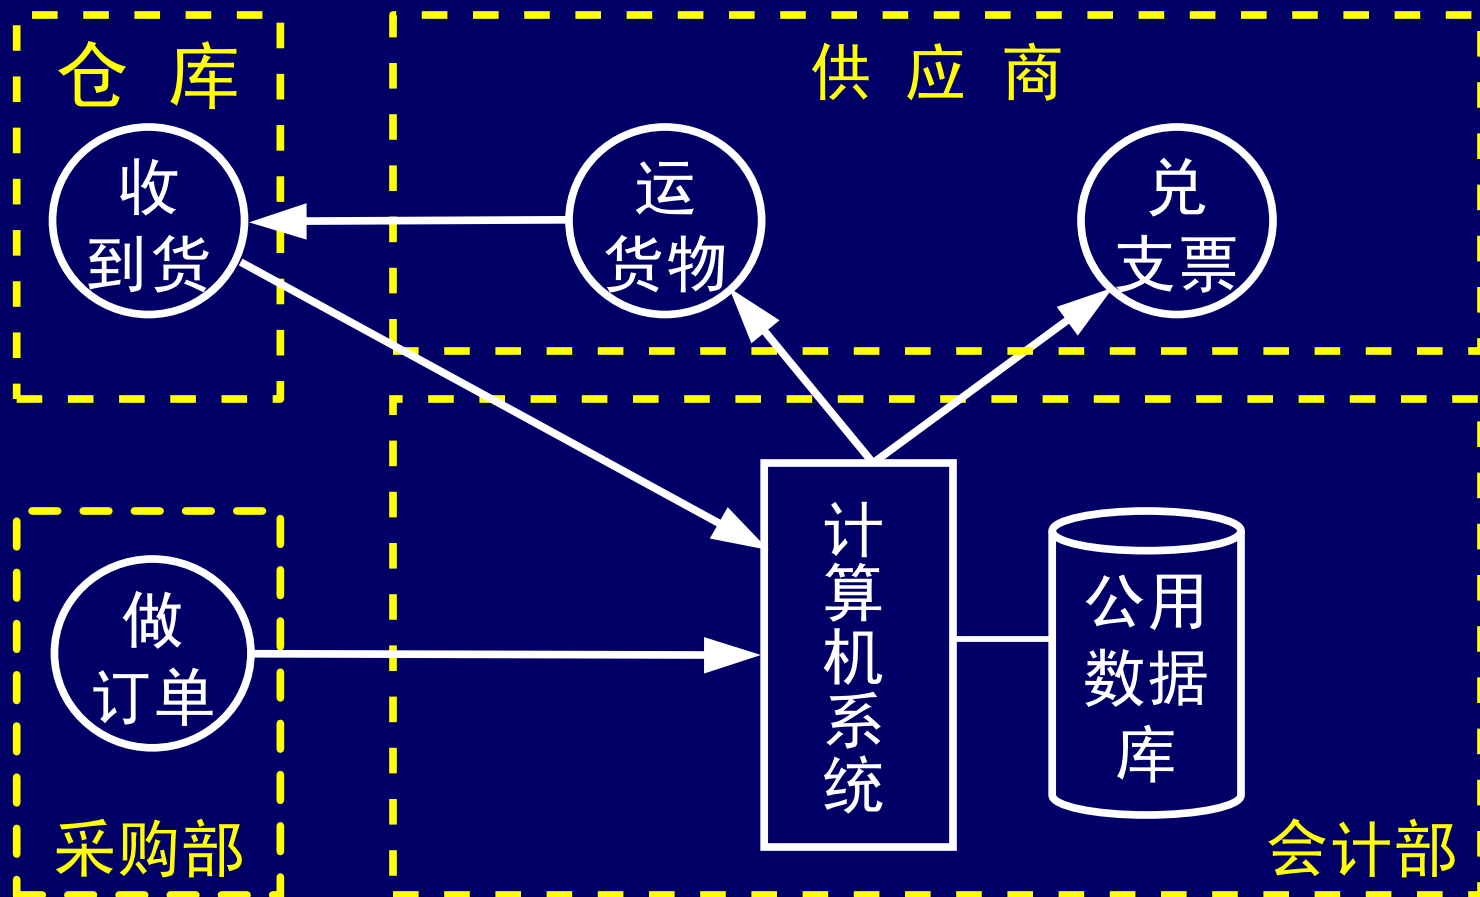 仓 库
供 应 商
收
到货
运
货物
兑
支票
计
算
机
系
统
公用
数据
库
做
订单
采购部
会计部